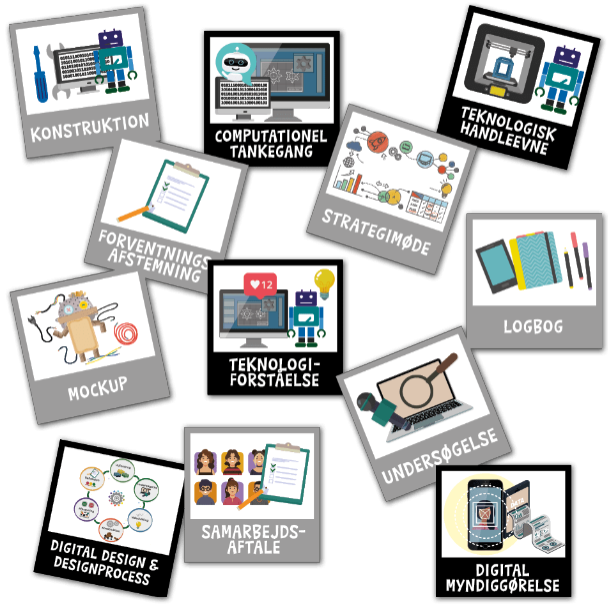 KONSTRUKTION
COMPUTATIONEL
TANKEGANG
TEKNOLOGISK
HANDLEEVNE
FORVENTNINGS
AFSTEMNING
STRATEGIMØDE
LOGBOG
MOCKUP
12
TEKNOLOGI-
FORSTÅELSE
UNDERSØGELSE
DIGITAL DESIGN &
DESIGNPROCESS
SAMARBEJDS-
AFTALE
DIGITAL
MYNDIGGØRELSE